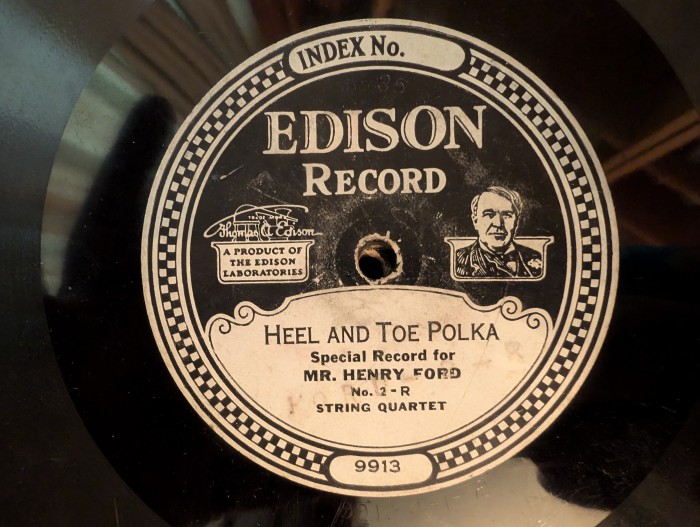 INDEX No.
EDISON
RECORD
TRADE MARK
Thomas A Edison
A PRODUCT OF
THE EDISON
LABORATORIES
HEEL AND TOE POLKA
Special Record for
MR. HENRY FORD
No. 2-R
STRING QUARTET
9913